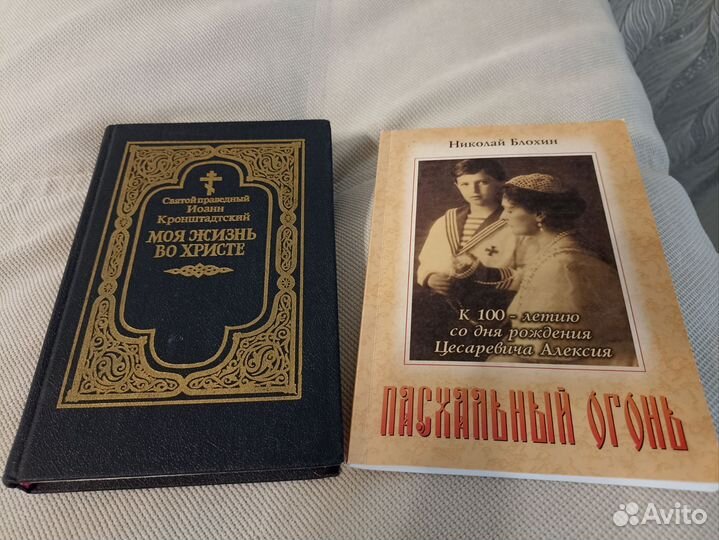 Святой праведный
Иоанн
Кронштадтский
МОЯ ЖИЗНЬ
ВО ХРИСТЕ
Николай Блохин
К 100 - летию
со дня рождения
Цесаревича Алексия
ПАСХАЛЬНЫЙ ОГОНЬ
Avito